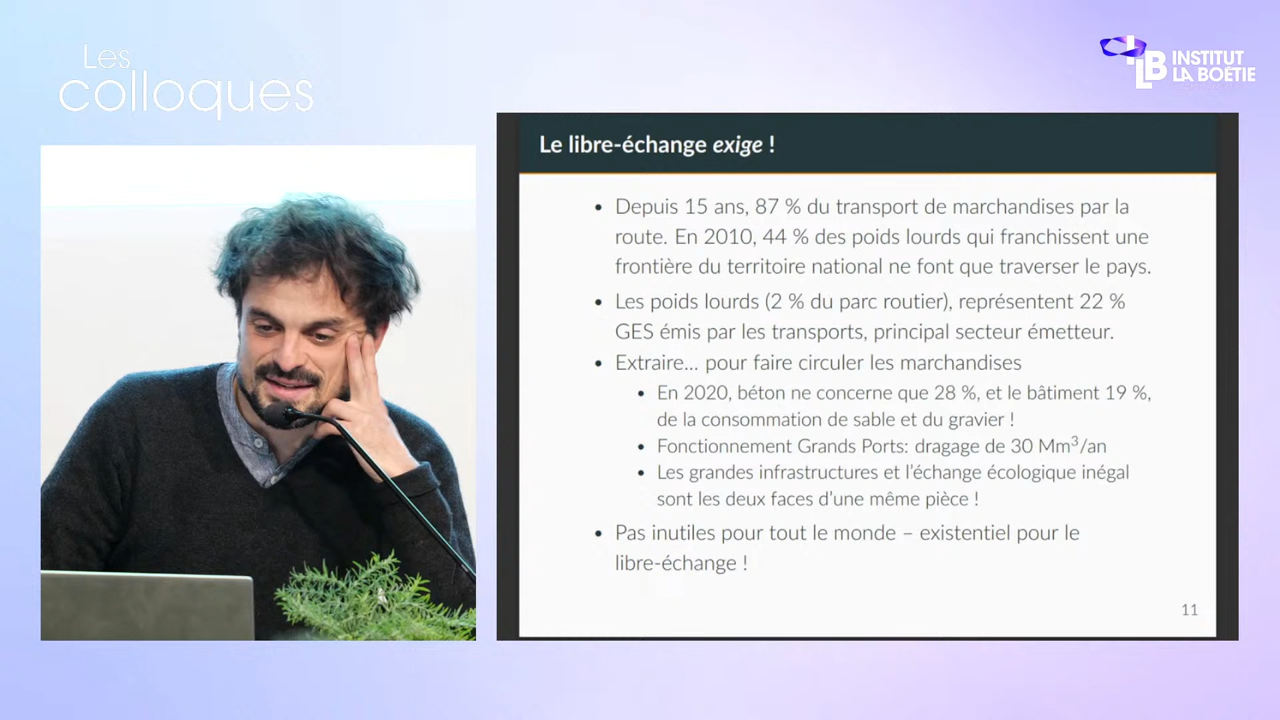 Les
colloques
INSTITUT
LA BOÉTIE
Le libre-échange exige !
• Depuis 15 ans, 87 % du transport de marchandises par la
route. En 2010, 44 % des poids lourds qui franchissent une
frontière du territoire national ne font que traverser le pays.
• Les poids lourds (2 % du parc routier), représentent 22 %
GES émis par les transports, principal secteur émetteur.
• Extraire... pour faire circuler les marchandises
• En 2020, béton ne concerne que 28 %, et le bâtiment 19 %,
de la consommation de sable et du gravier !
• Fonctionnement Grands Ports: dragage de 30 Mm³/an
• Les grandes infrastructures et l'échange écologique inégal
sont les deux faces d'une même pièce !
• Pas inutiles pour tout le monde – existentiel pour le
libre-échange !
11